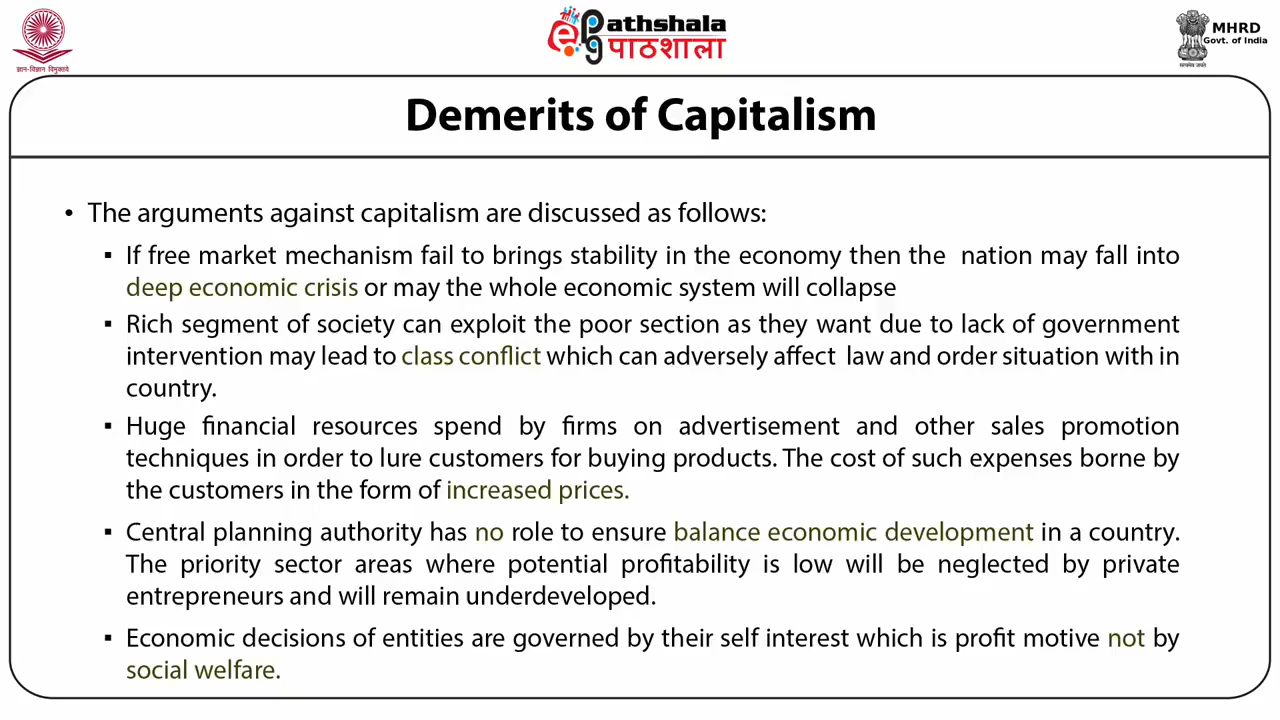 ज्ञान-विज्ञान विमुक्तये
epathshala
पाठशाला
MHRD
Govt. of India
सत्यमेव जयते
Demerits of Capitalism
• The arguments against capitalism are discussed as follows:
▪ If free market mechanism fail to brings stability in the economy then the nation may fall into
deep economic crisis or may the whole economic system will collapse
▪ Rich segment of society can exploit the poor section as they want due to lack of government
intervention may lead to class conflict which can adversely affect law and order situation with in
country.
▪ Huge financial resources spend by firms on advertisement and other sales promotion
techniques in order to lure customers for buying products. The cost of such expenses borne by
the customers in the form of increased prices.
▪ Central planning authority has no role to ensure balance economic development in a country.
The priority sector areas where potential profitability is low will be neglected by private
entrepreneurs and will remain underdeveloped.
▪ Economic decisions of entities are governed by their self interest which is profit motive not by
social welfare.